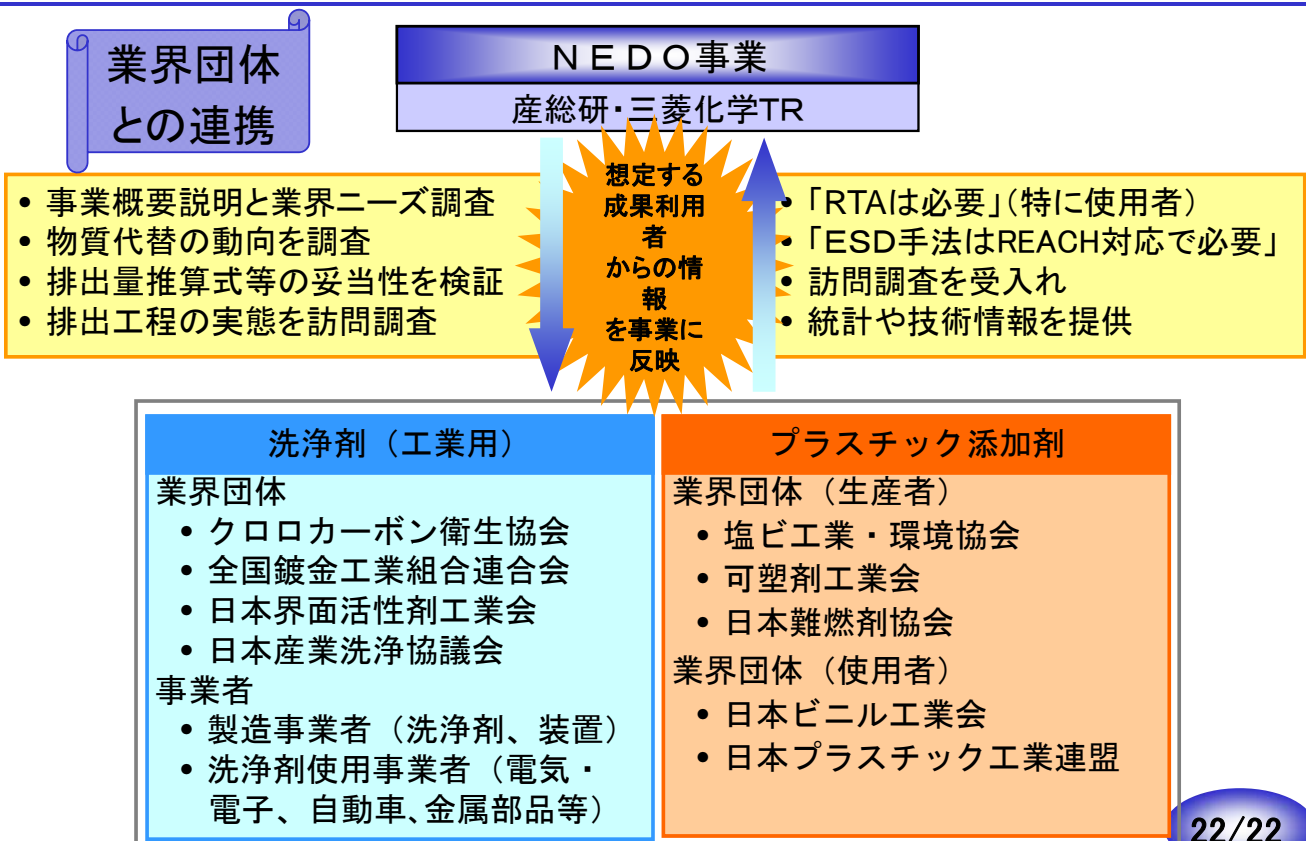 業界団体
との連携
ＮＥＤＯ事業
産総研・三菱化学TR
• 事業概要説明と業界ニーズ調査
• 物質代替の動向を調査
• 排出量推算式等の妥当性を検証
• 排出工程の実態を訪問調査
想定する
成果利用
者
からの情
報
を事業に
反映
• 「RTAは必要」（特に使用者）
• 「ESD手法はREACH対応で必要」
• 訪問調査を受入れ
• 統計や技術情報を提供
洗浄剤（工業用）
業界団体
• クロロカーボン衛生協会
• 全国鍍金工業組合連合会
• 日本界面活性剤工業会
• 日本産業洗浄協議会
事業者
• 製造事業者（洗浄剤、装置）
• 洗浄剤使用事業者（電気・
電子、自動車、金属部品等）
プラスチック添加剤
業界団体（生産者）
• 塩ビ工業・環境協会
• 可塑剤工業会
• 日本難燃剤協会
業界団体（使用者）
• 日本ビニル工業会
• 日本プラスチック工業連盟
22/22